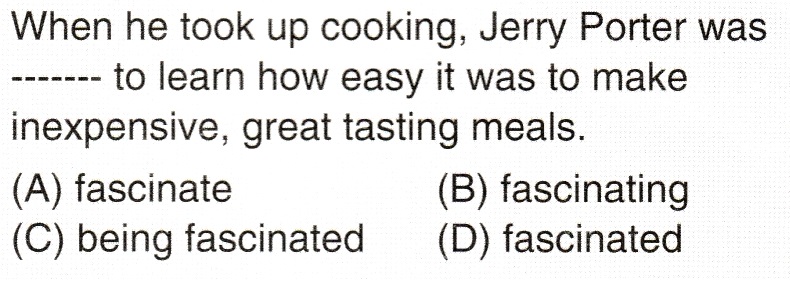 When he took up cooking, Jerry Porter was
------- to learn how easy it was to make
inexpensive, great tasting meals.
(A) fascinate (B) fascinating
(C) being fascinated (D) fascinated